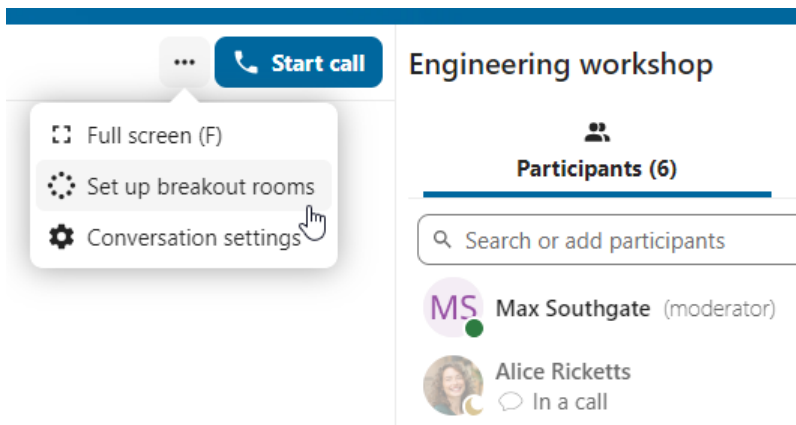 Start call
Full screen (F)
Set up breakout rooms
Conversation settings
Engineering workshop
Participants (6)
Search or add participants
MS Max Southgate (moderator)
Alice Ricketts
In a call